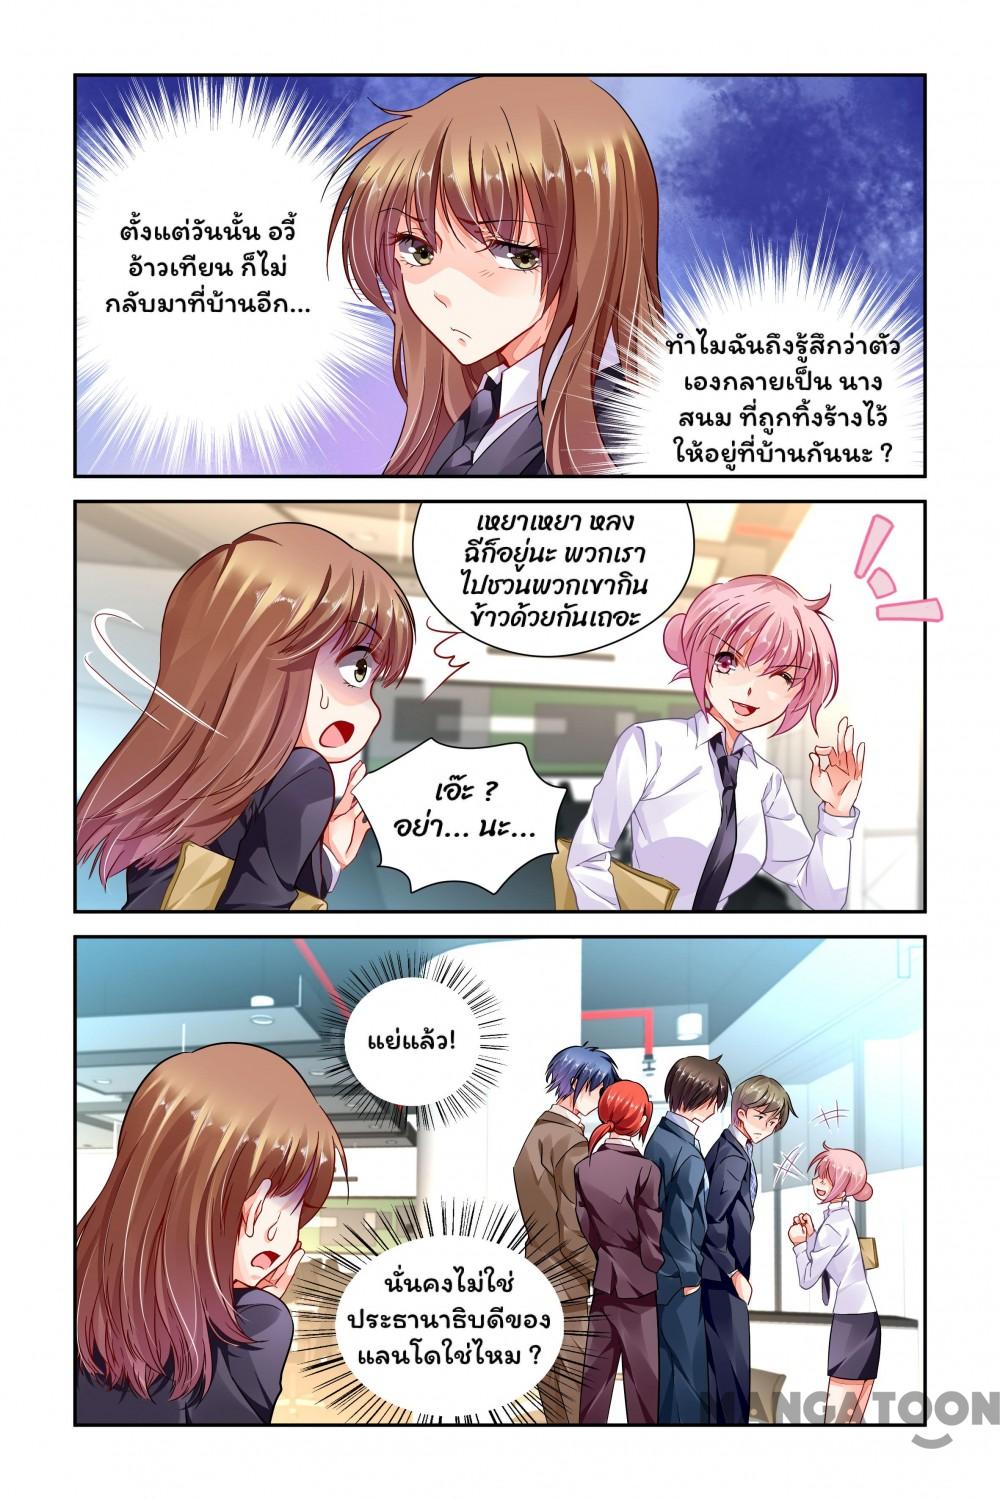 ตั้งแต่วันนั้น อวี้
อ้าวเทียน ก็ไม่
กลับมาที่บ้านอีก...
ทำไมฉันถึงรู้สึกว่าตัว
เองกลายเป็น นาง
สนม ที่ถูกทิ้งร้างไว้
ให้อยู่ที่บ้านกันนะ ?
เหยาเหยา หลง
ฉีก็อยู่นะ พวกเรา
ไปชวนพวกเขากิน
ข้าวด้วยกันเถอะ
เอ๊ะ ?
อย่า... นะ...
แย่แล้ว!
นั่นคงไม่ใช่
ประธานาธิบดีของ
แลนโดใช่ไหม ?
MANGATOON